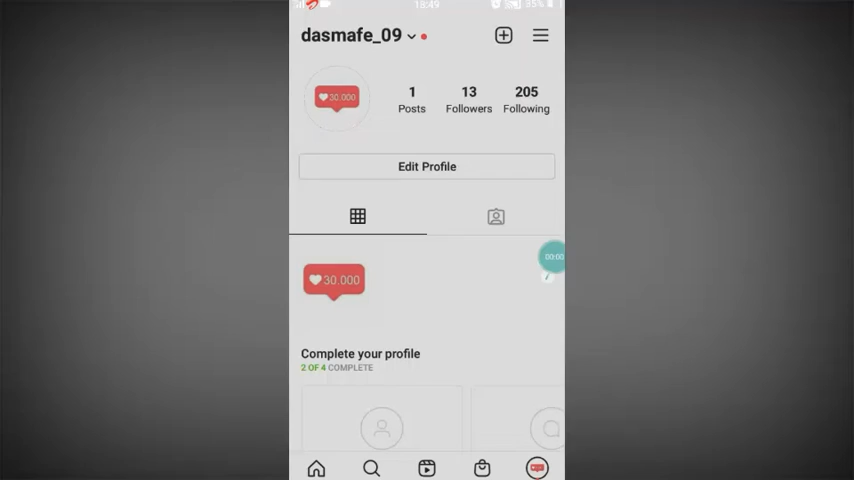 18:49
35%
dasmafe_09
30.000
1
13
205
Posts
Followers
Following
Edit Profile
00:00
30.000
Complete your profile
2 OF 4 COMPLETE